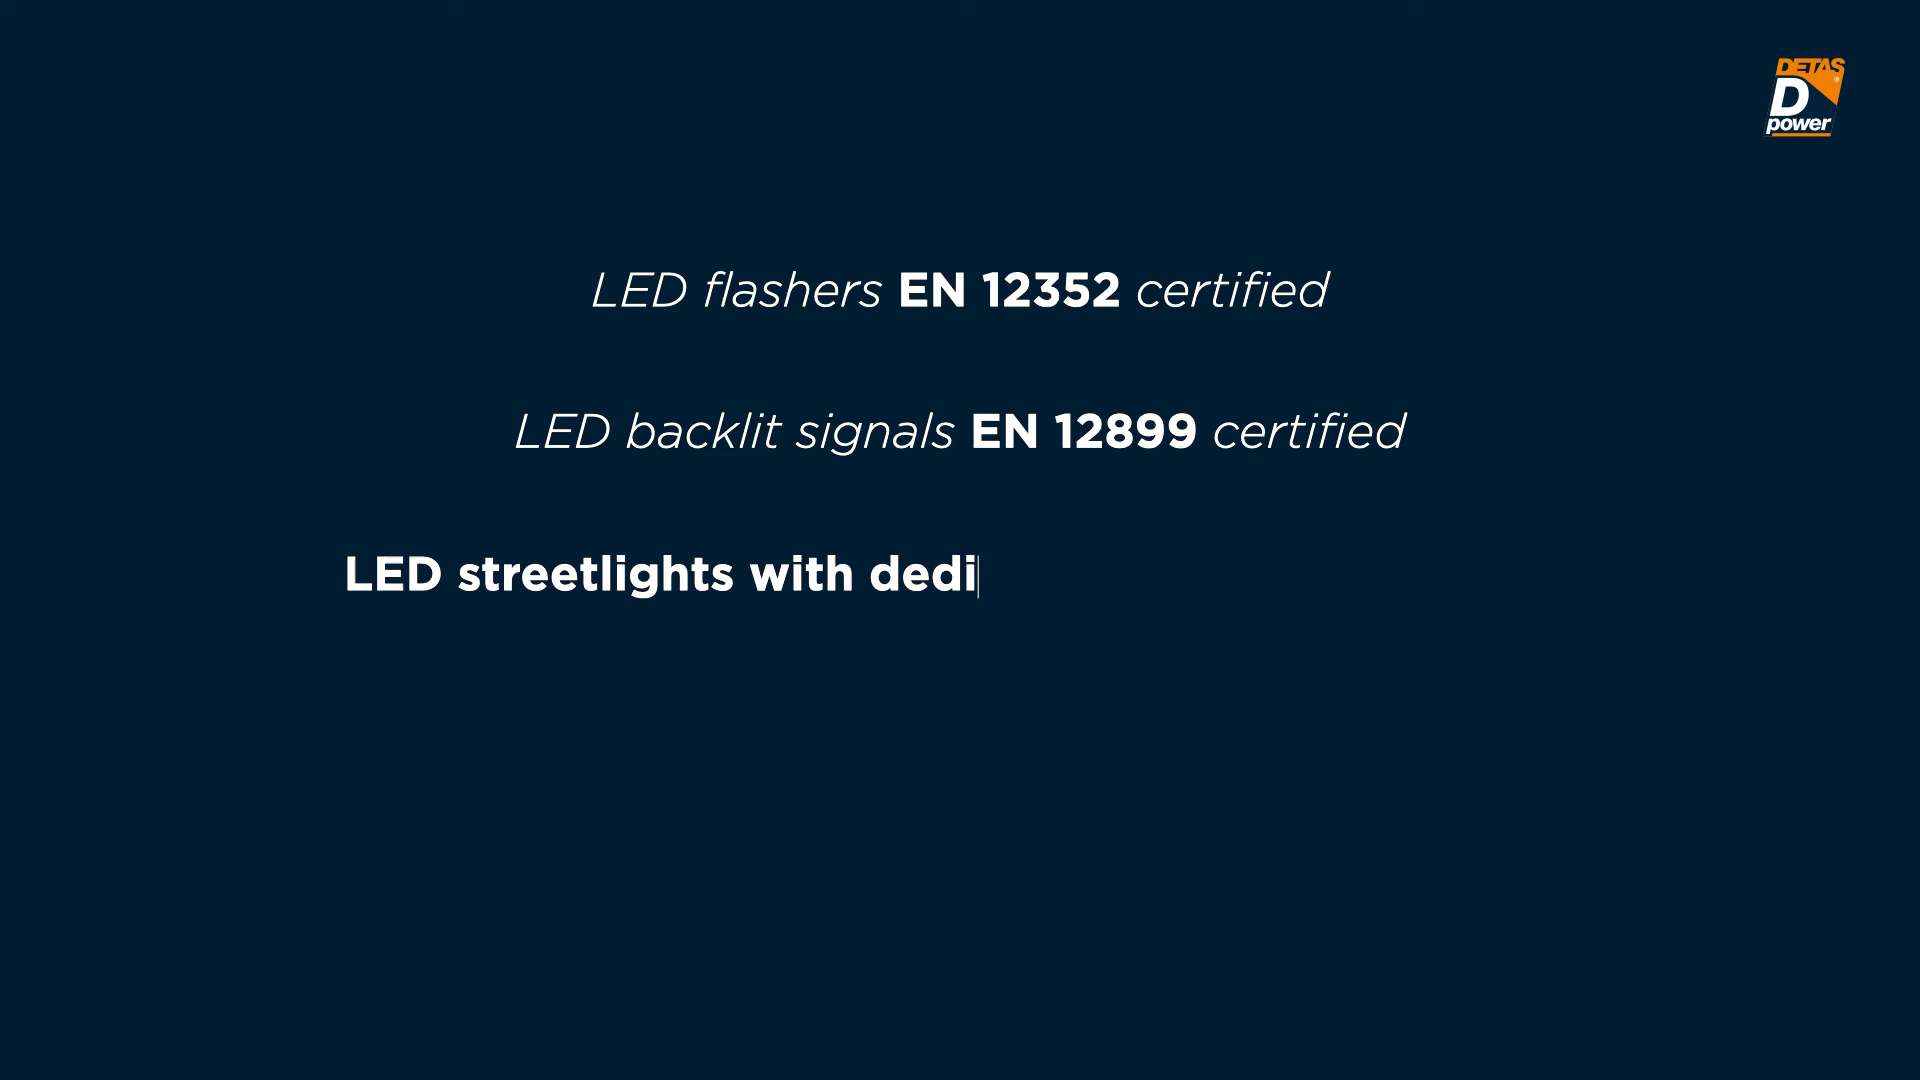 DETAS
D
power
LED flashers EN 12352 certified
LED backlit signals EN 12899 certified
LED streetlights with dedi